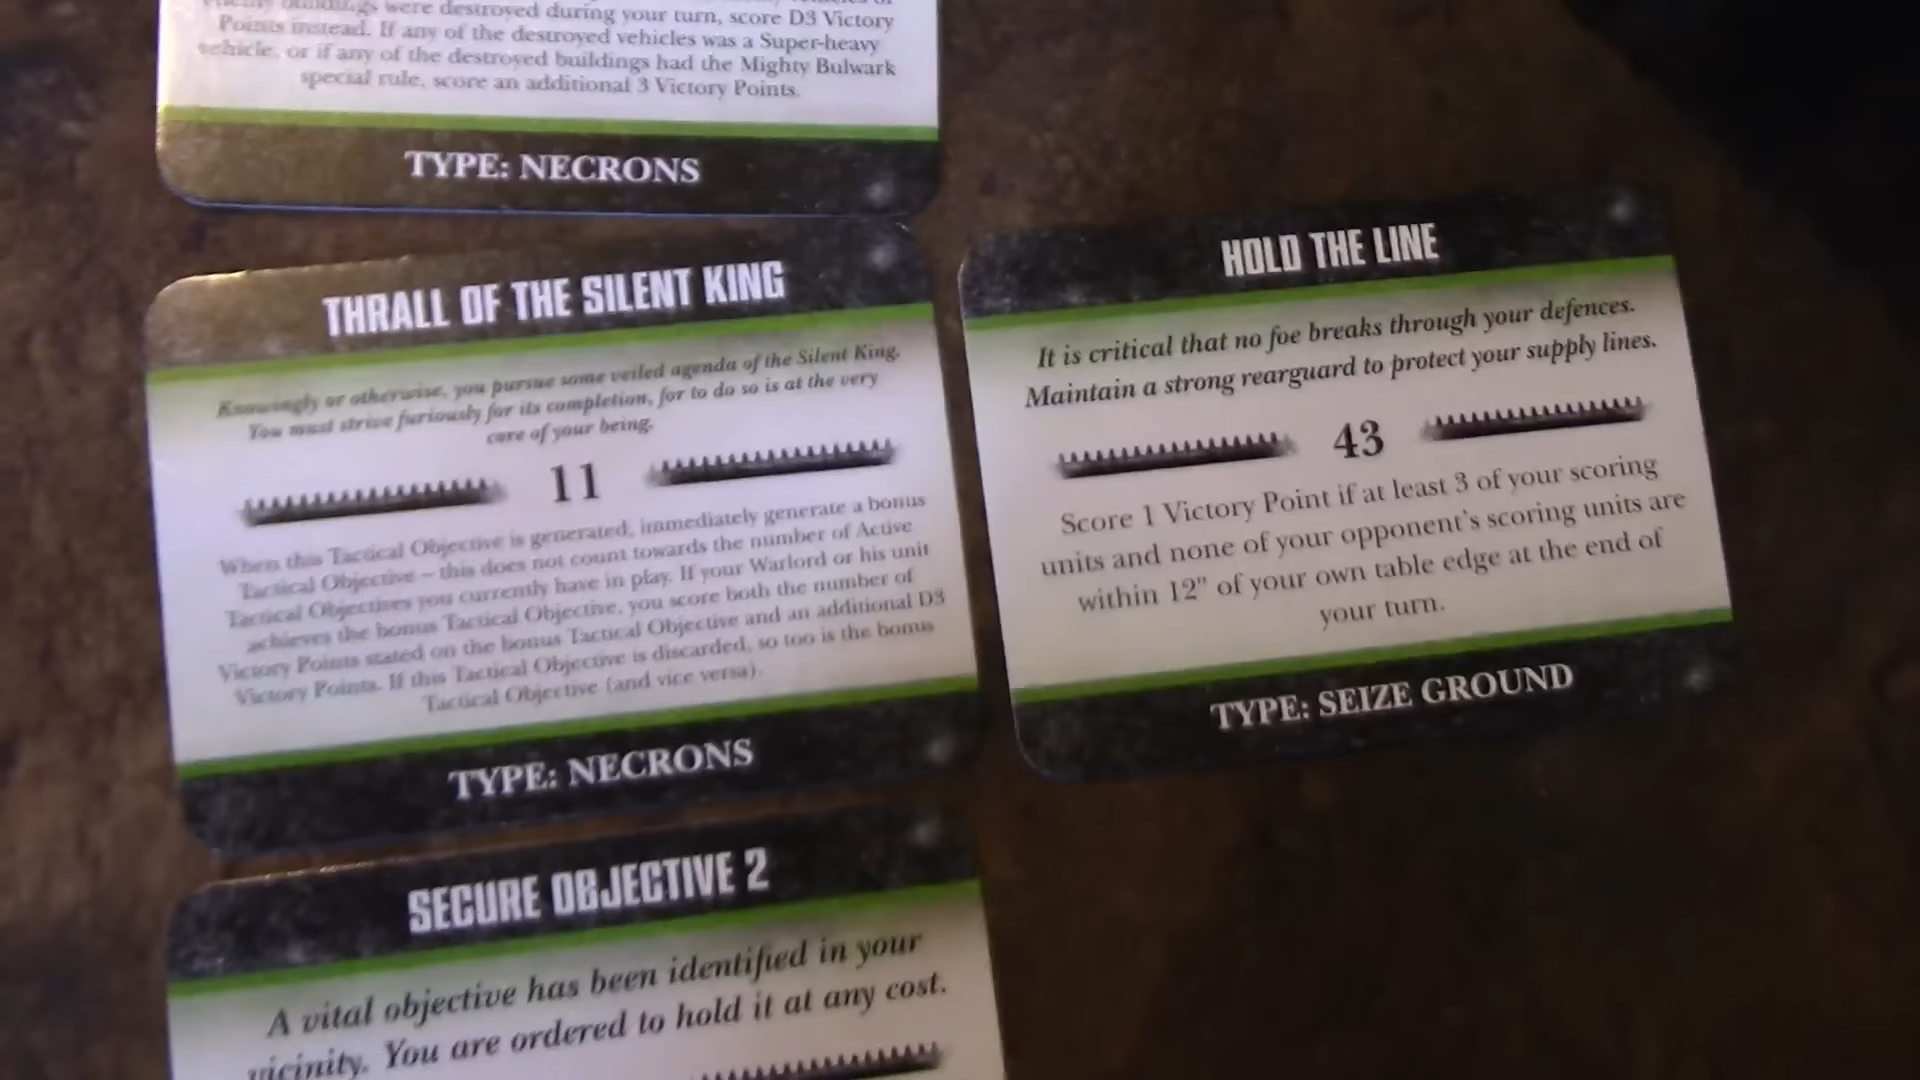 Enemy buildings were destroyed during your turn, score D3 Victory
Points instead. If any of the destroyed vehicles was a Super-heavy
vehicle, or if any of the destroyed buildings had the Mighty Bulwark
special rule, score an additional 3 Victory Points.
TYPE: NECRONS
THRALL OF THE SILENT KING
Knowingly or otherwise, you pursue some veiled agenda of the Silent King.
You must strive furiously for its completion, for to do so is at the very
core of your being.
11
When this Tactical Objective is generated, immediately generate a bonus
Tactical Objective – this does not count towards the number of Active
Tactical Objectives you currently have in play. If your Warlord or his unit
achieves the bonus Tactical Objective, you score both the number of
Victory Points stated on the bonus Tactical Objective and an additional D3
Victory Points. If this Tactical Objective is discarded, so too is the bonus
Tactical Objective (and vice versa).
TYPE: NECRONS
HOLD THE LINE
It is critical that no foe breaks through your defences.
Maintain a strong rearguard to protect your supply lines.
43
Score 1 Victory Point if at least 3 of your scoring
units and none of your opponent's scoring units are
within 12" of your own table edge at the end of
your turn.
TYPE: SEIZE GROUND
SECURE OBJECTIVE 2
A vital objective has been identified in your
vicinity. You are ordered to hold it at any cost.